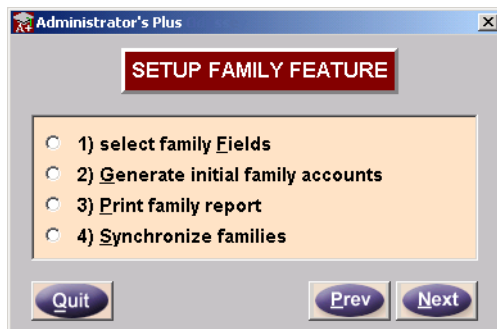 Administrator's Plus
SETUP FAMILY FEATURE
1) select family Fields
2) Generate initial family accounts
3) Print family report
4) Synchronize families
Quit Prev Next